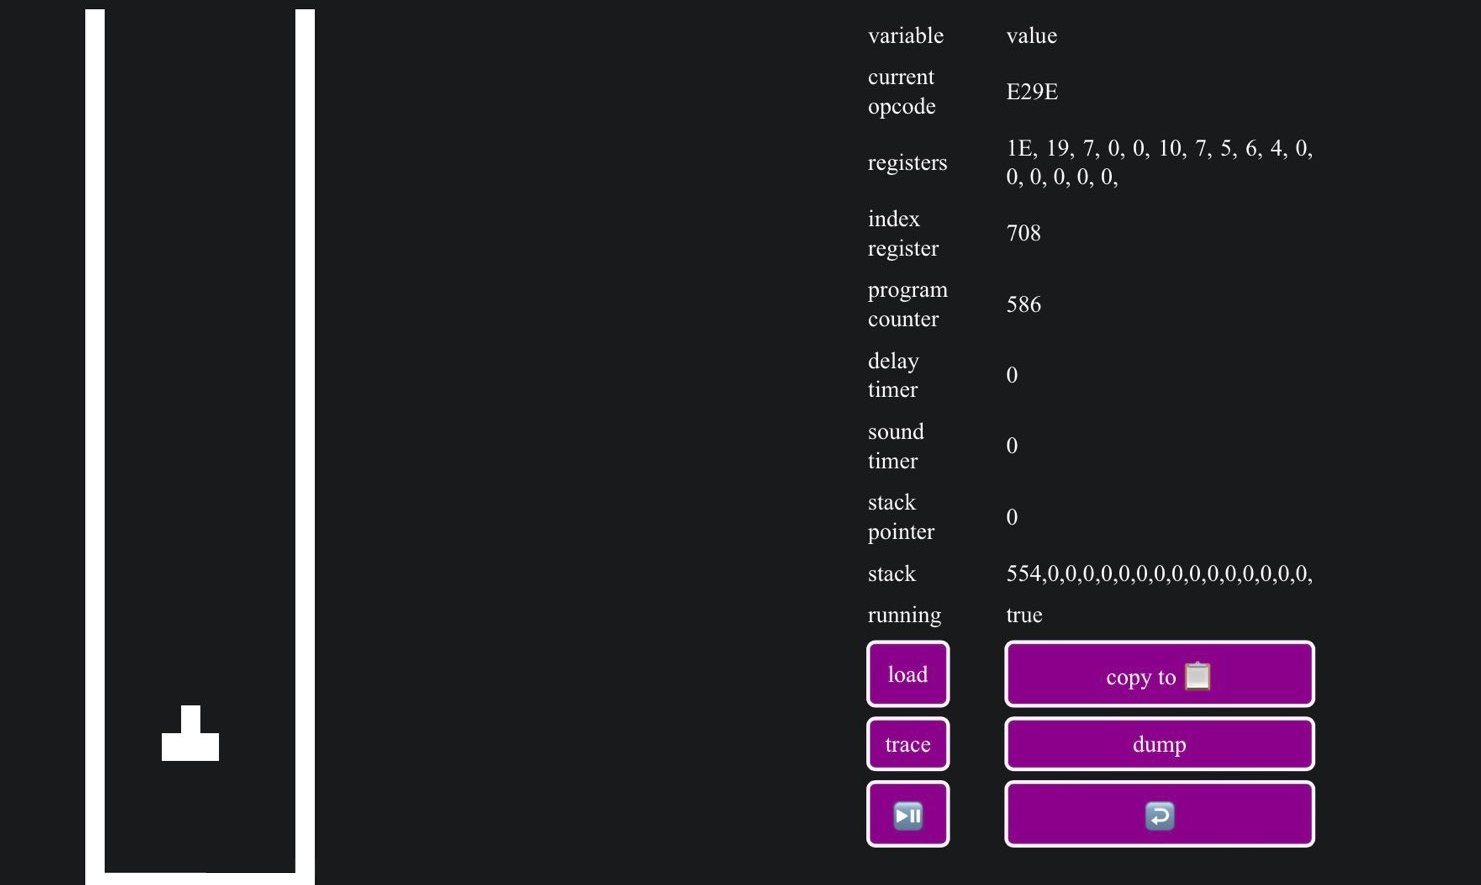 variable value
current
opcode
E29E
registers
1E, 19, 7, 0, 0, 10, 7, 5, 6, 4, 0,
0, 0, 0, 0, 0,
index
register
708
program
counter
586
delay
timer
0
sound
timer
0
stack
pointer
0
stack 554,0,0,0,0,0,0,0,0,0,0,0,0,0,0,0,
running true
load copy to
trace dump